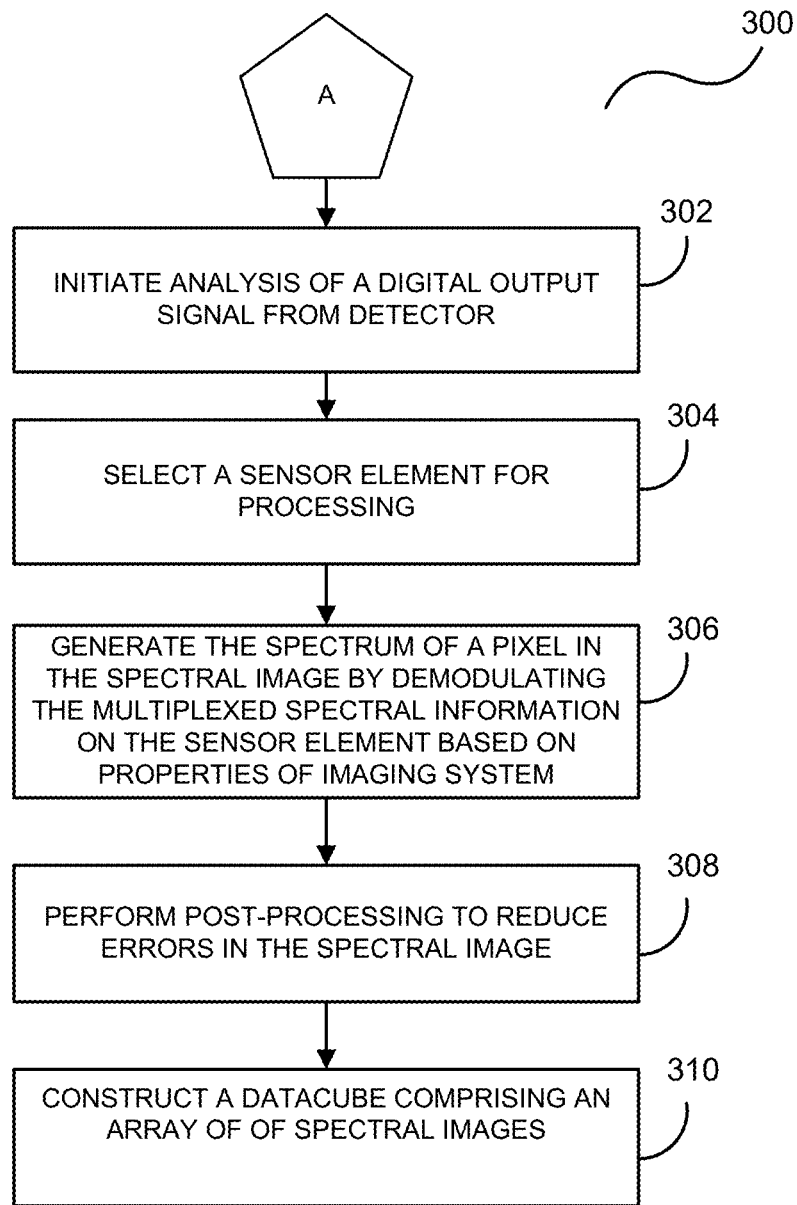 300
A
302
INITIATE ANALYSIS OF A DIGITAL OUTPUT
SIGNAL FROM DETECTOR
304
SELECT A SENSOR ELEMENT FOR
PROCESSING
306
GENERATE THE SPECTRUM OF A PIXEL IN
THE SPECTRAL IMAGE BY DEMODULATING
THE MULTIPLEXED SPECTRAL INFORMATION
ON THE SENSOR ELEMENT BASED ON
PROPERTIES OF IMAGING SYSTEM
308
PERFORM POST-PROCESSING TO REDUCE
ERRORS IN THE SPECTRAL IMAGE
310
CONSTRUCT A DATACUBE COMPRISING AN
ARRAY OF OF SPECTRAL IMAGES